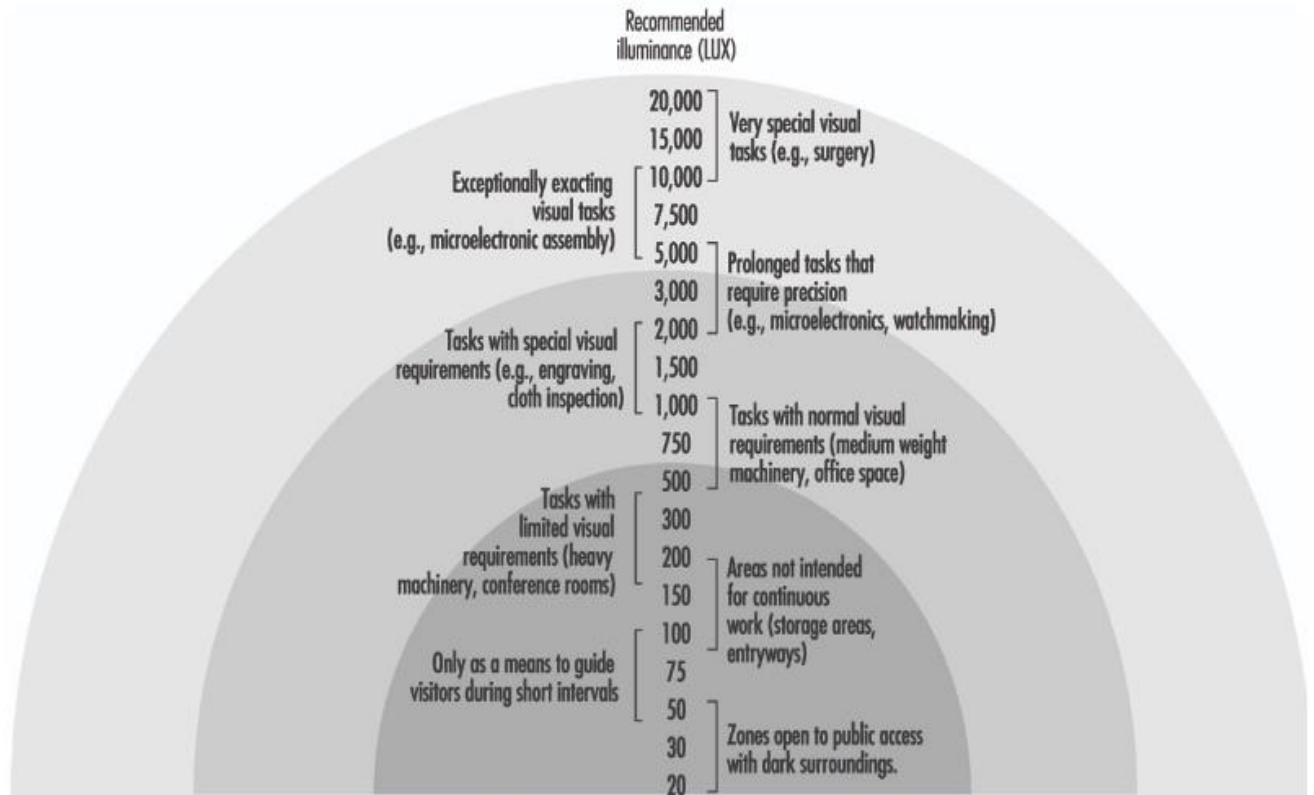 Recommended
illuminance (LUX)
20,000
15,000
10,000
7,500
5,000
3,000
2,000
1,500
1,000
750
500
300
200
150
100
75
50
30
20
Very special visual
tasks (e.g., surgery)
Exceptionally exacting
visual tasks
(e.g., microelectronic assembly)
Prolonged tasks that
require precision
(e.g., microelectronics, watchmaking)
Tasks with special visual
requirements (e.g., engraving,
cloth inspection)
Tasks with normal visual
requirements (medium weight
machinery, office space)
Tasks with
limited visual
requirements (heavy
machinery, conference rooms)
Areas not intended
for continuous
work (storage areas,
entryways)
Only as a means to guide
visitors during short intervals
Zones open to public access
with dark surroundings.